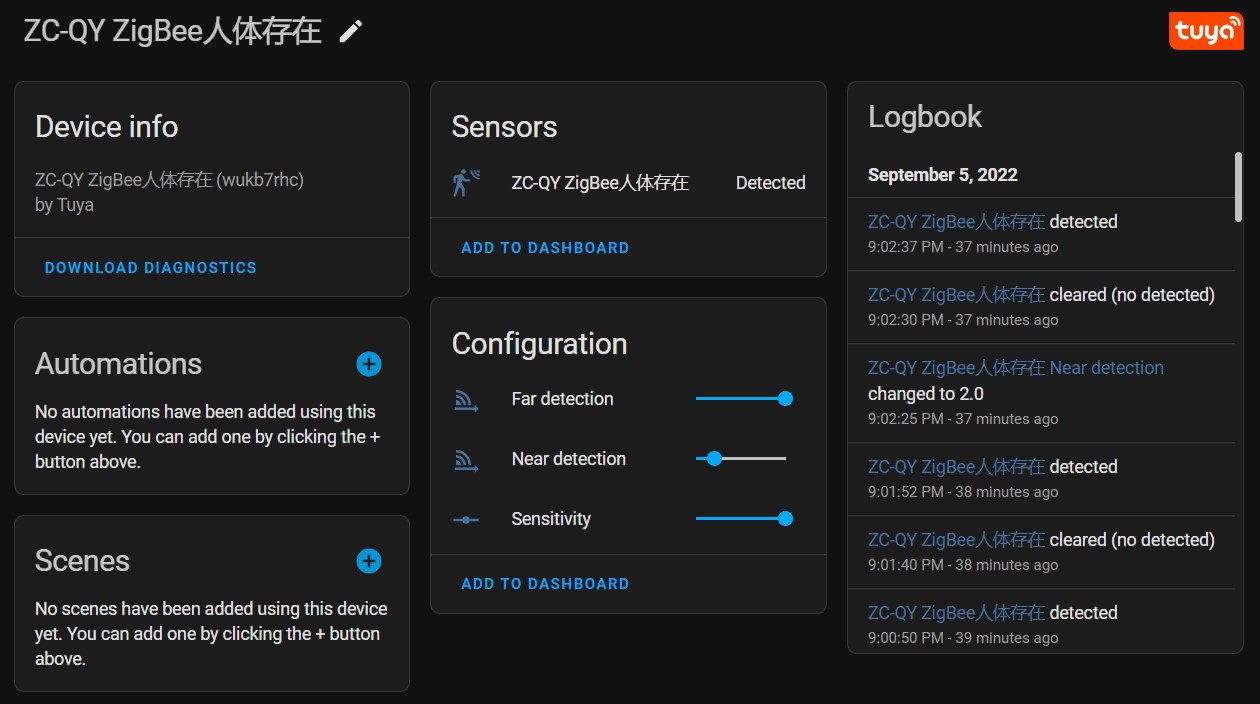 ZC-QY ZigBee人体存在
tuya
Device info
ZC-QY ZigBee人体存在 (wukb7rhc)
by Tuya
DOWNLOAD DIAGNOSTICS
Automations
No automations have been added using this
device yet. You can add one by clicking the +
button above.
Scenes
No scenes have been added using this device
yet. You can add one by clicking the + button
above.
Sensors
ZC-QY ZigBee人体存在 Detected
ADD TO DASHBOARD
Configuration
Far detection
Near detection
Sensitivity
ADD TO DASHBOARD
Logbook
September 5, 2022
ZC-QY ZigBee人体存在 detected
9:02:37 PM - 37 minutes ago
ZC-QY ZigBee人体存在 cleared (no detected)
9:02:30 PM - 37 minutes ago
ZC-QY ZigBee人体存在 Near detection
changed to 2.0
9:02:25 PM - 37 minutes ago
ZC-QY ZigBee人体存在 detected
9:01:52 PM - 38 minutes ago
ZC-QY ZigBee人体存在 cleared (no detected)
9:01:40 PM - 38 minutes ago
ZC-QY ZigBee人体存在 detected
9:00:50 PM - 39 minutes ago